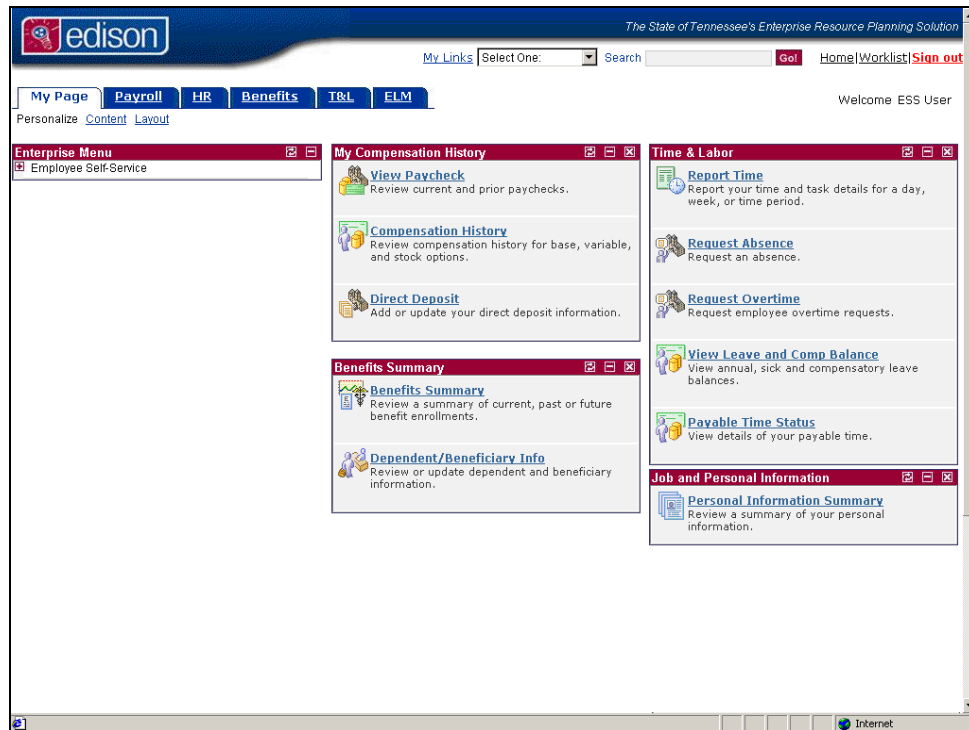 edison
The State of Tennessee's Enterprise Resource Planning Solution
My Links Select One: Search Go! Home|Worklist|Sign out
My Page Payroll HR Benefits T&L ELM
Welcome ESS User
Personalize Content Layout
Enterprise Menu
Employee Self-Service
My Compensation History
View Paycheck
Review current and prior paychecks.
Compensation History
Review compensation history for base, variable,
and stock options.
Direct Deposit
Add or update your direct deposit information.
Benefits Summary
Benefits Summary
Review a summary of current, past or future
benefit enrollments.
Dependent/Beneficiary Info
Review or update dependent and beneficiary
information.
Time & Labor
Report Time
Report your time and task details for a day,
week, or time period.
Request Absence
Request an absence.
Request Overtime
Request employee overtime requests.
View Leave and Comp Balance
View annual, sick and compensatory leave
balances.
Payable Time Status
View details of your payable time.
Job and Personal Information
Personal Information Summary
Review a summary of your personal
information.
Internet